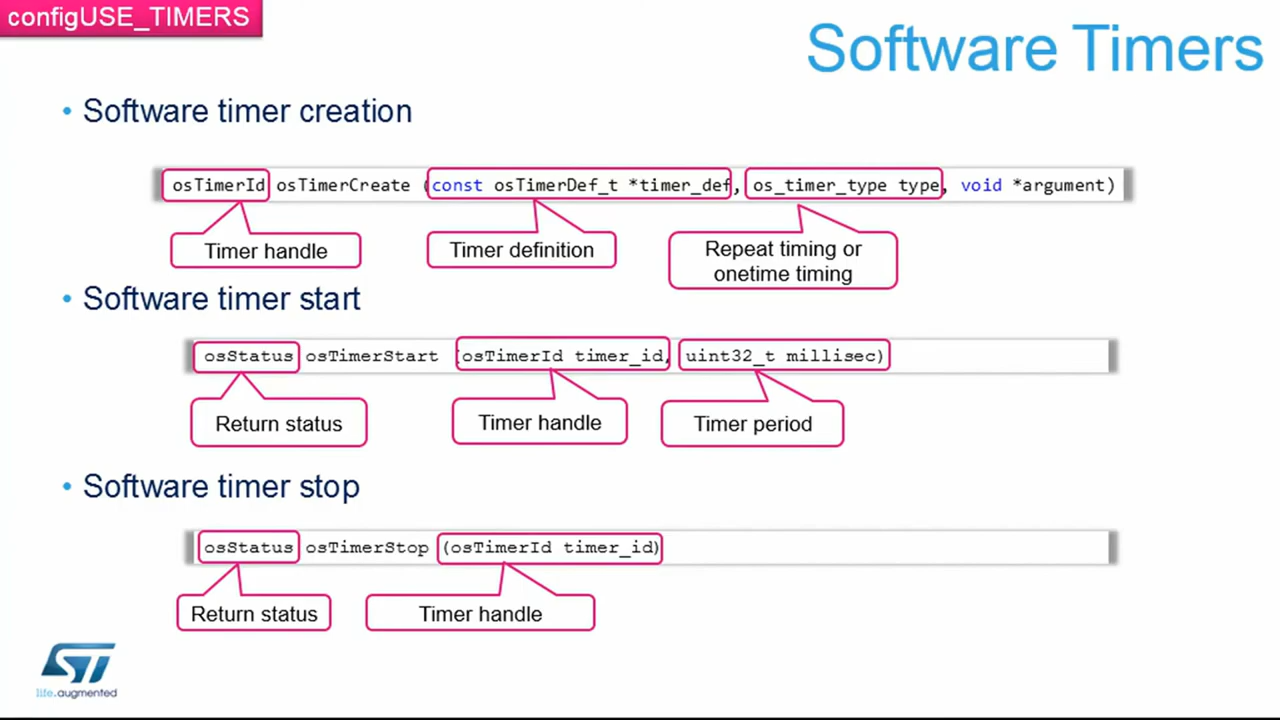 configUSE_TIMERS
Software Timers
• Software timer creation
osTimerId osTimerCreate (const osTimerDef_t *timer_def, os_timer_type type, void *argument)
Timer handle
Timer definition
Repeat timing or
onetime timing
• Software timer start
osStatus osTimerStart (osTimerId timer_id, uint32_t millisec)
Return status
Timer handle
Timer period
• Software timer stop
osStatus osTimerStop (osTimerId timer_id)
Return status
Timer handle
ST
life.augmented